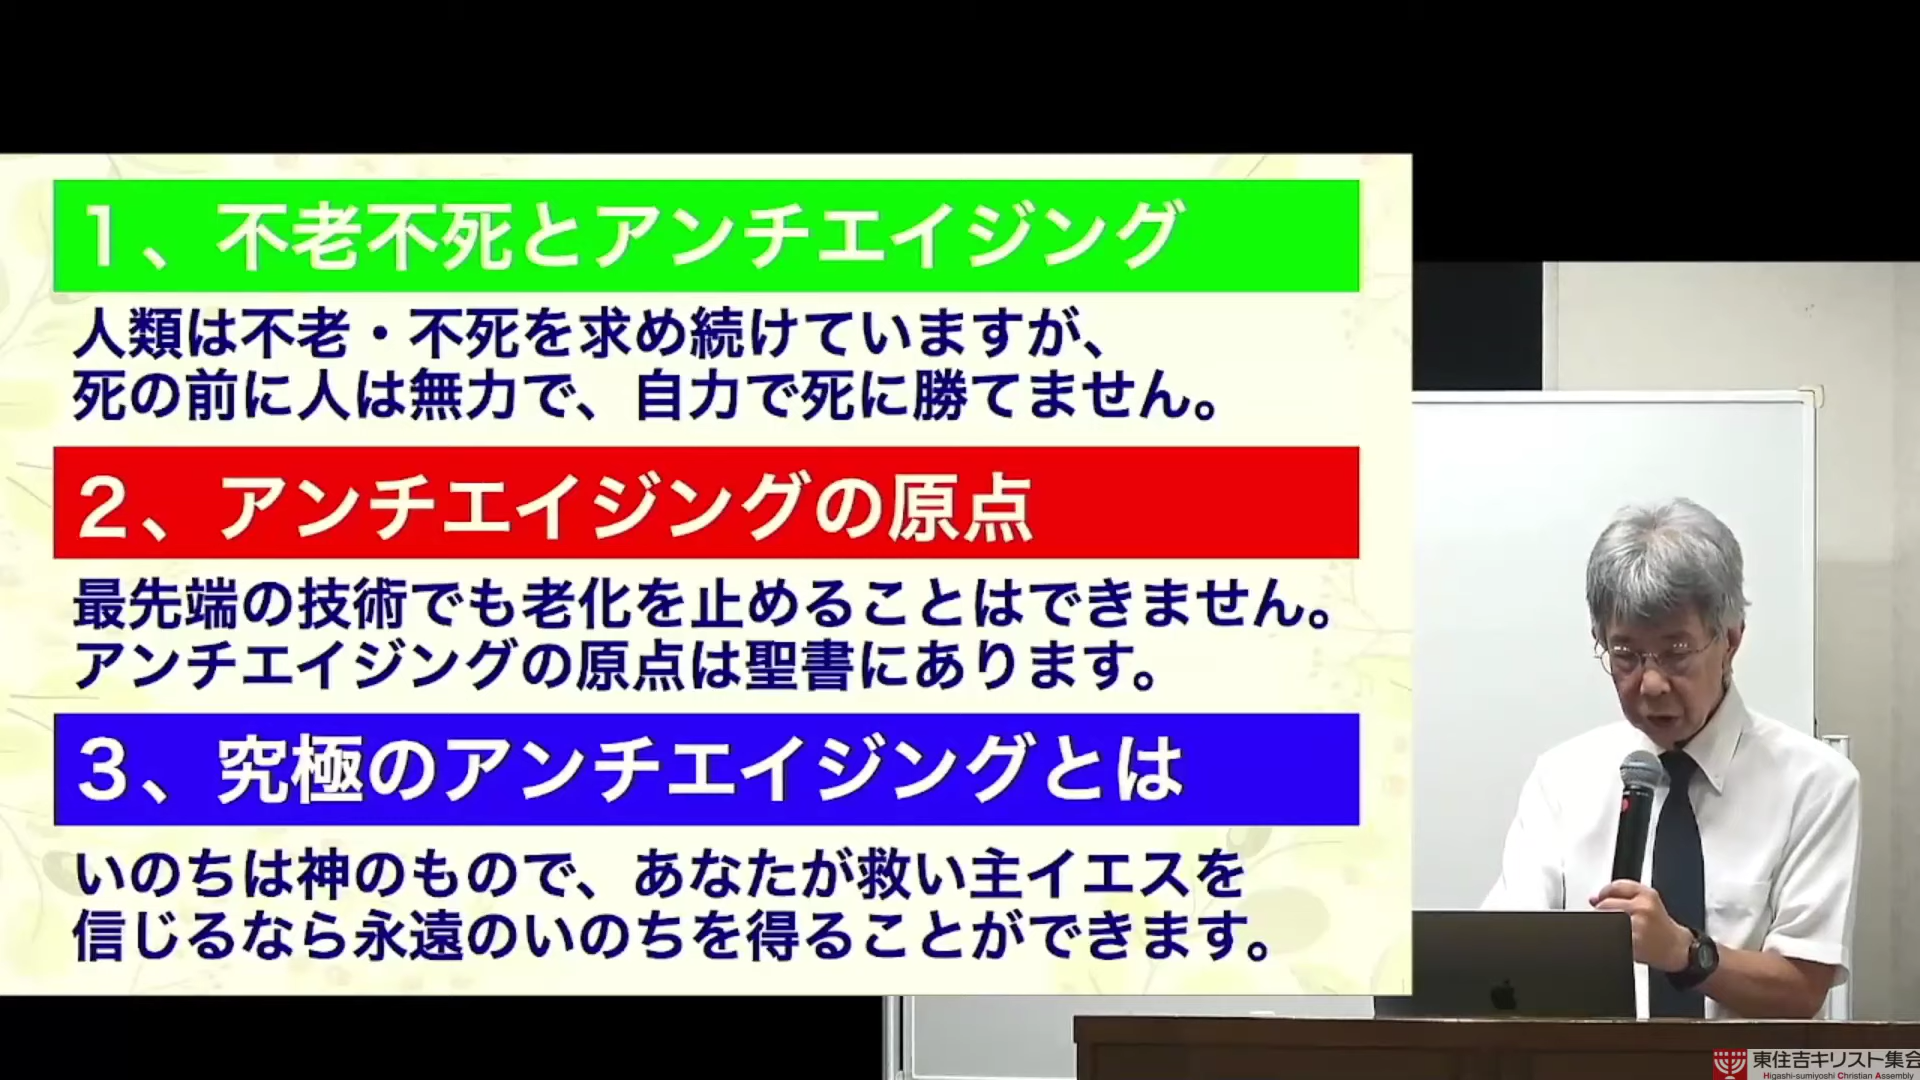 １、不老不死とアンチエイジング
人類は不老・不死を求め続けていますが、
死の前に人は無力で、自力で死に勝てません。
２、アンチエイジングの原点
最先端の技術でも老化を止めることはできません。
アンチエイジングの原点は聖書にあります。
３、究極のアンチエイジングとは
いのちは神のもので、あなたが救い主イエスを
信じるなら永遠のいのちを得ることができます。
東住吉キリスト集会
Higashi-sumiyoshi Christian Assembly